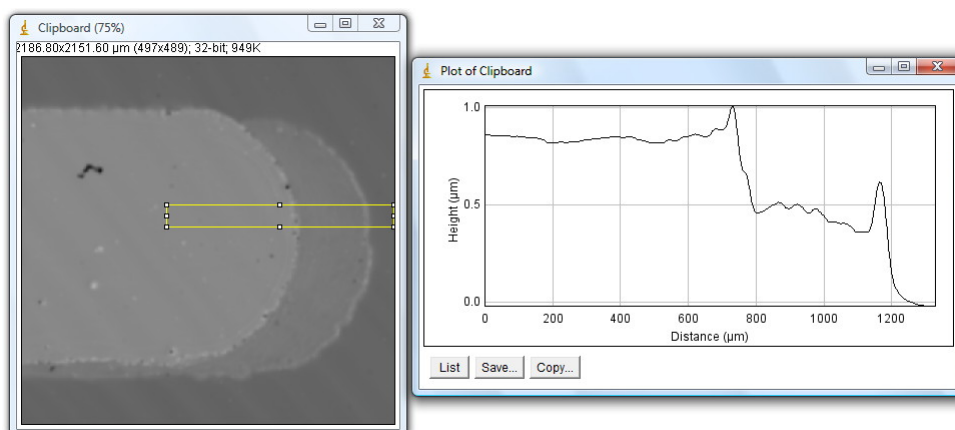 Clipboard (75%)
2186.80x2151.60 µm (497x489); 32-bit; 949K
Plot of Clipboard
1.0
0.5
0.0
Height (µm)
0 200 400 600 800 1000 1200
Distance (µm)
List Save... Copy...